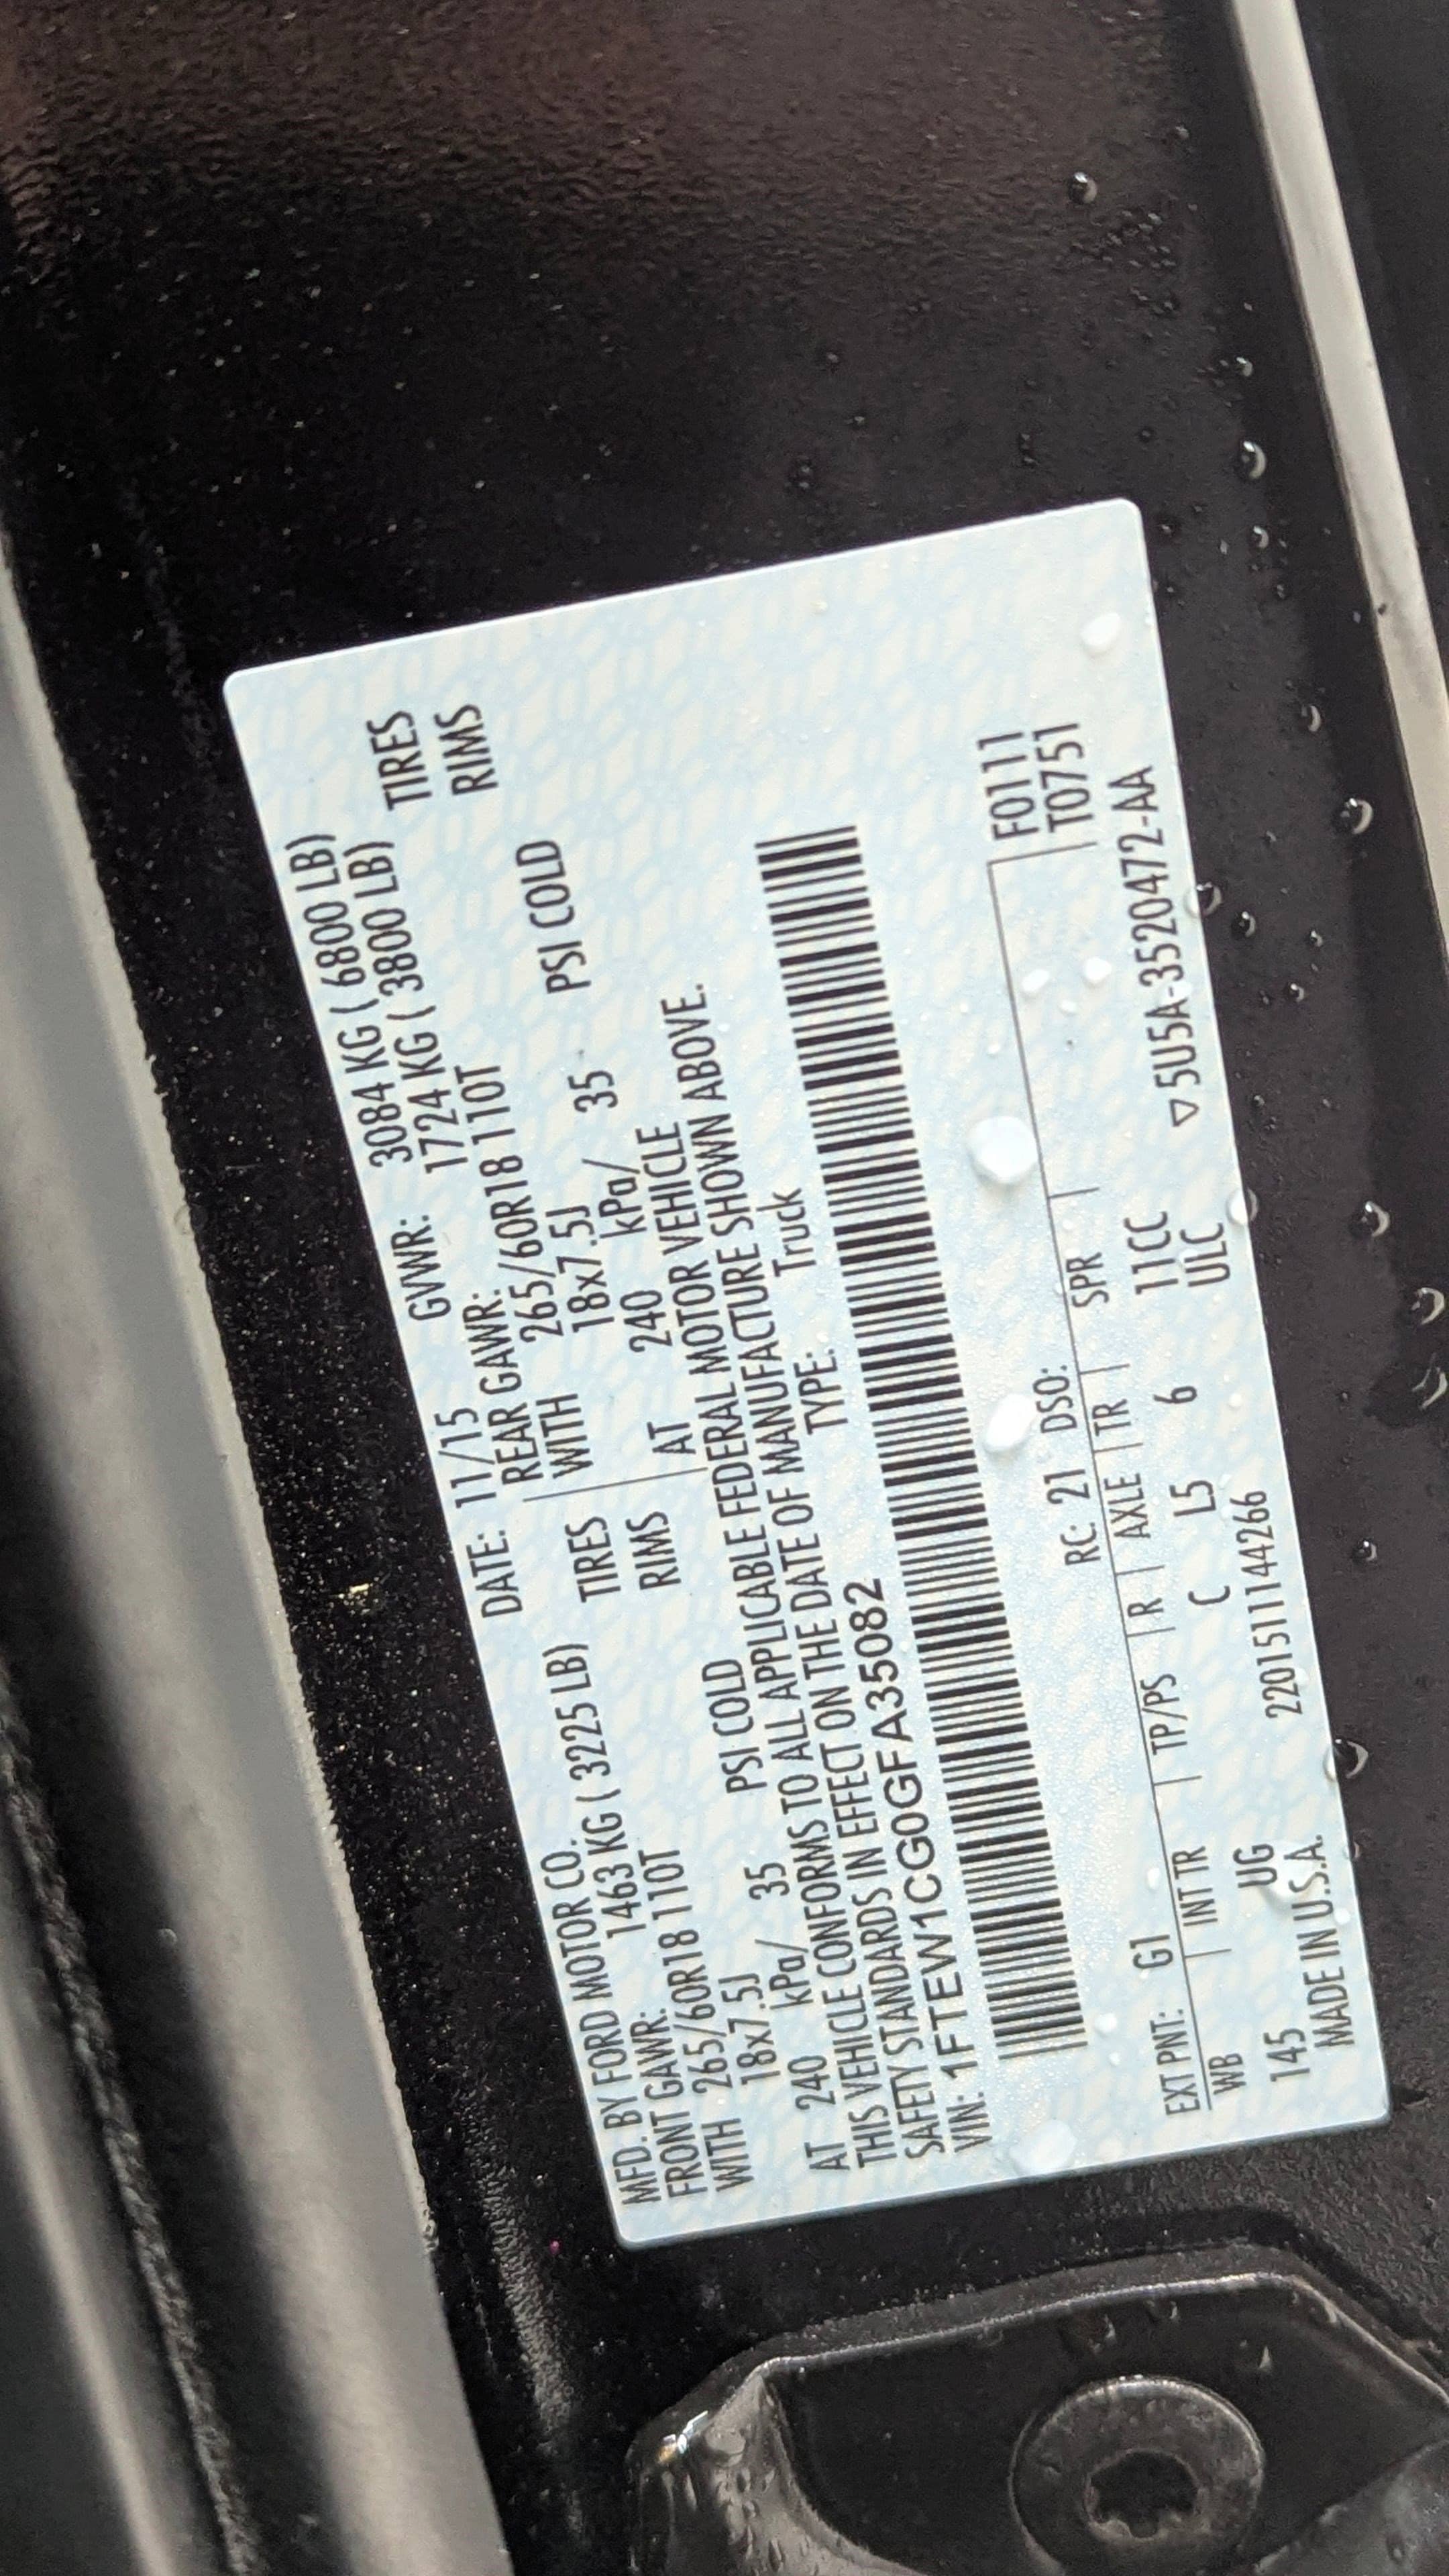 MFD. BY FORD MOTOR CO. DATE: 11/15 GVWR: 3084 KG ( 6800 LB)
FRONT GAWR: 1463 KG ( 3225 LB) REAR GAWR: 1724 KG ( 3800 LB)
WITH 265/60R18 110T TIRES WITH 265/60R18 110T TIRES
18x7.5J RIMS 18x7.5J RIMS
AT 240 kPa/ 35 PSI COLD AT 240 kPa/ 35 PSI COLD
THIS VEHICLE CONFORMS TO ALL APPLICABLE FEDERAL MOTOR VEHICLE
SAFETY STANDARDS IN EFFECT ON THE DATE OF MANUFACTURE SHOWN ABOVE.
VIN: 1FTEW1CG0GFA35082 TYPE: Truck
EXT PNT: G1 RC: 21 DSO: F0111
WB INT TR TP/PS R AXLE TR SPR T0751
145 UG C L5 6 11CC
ULC
MADE IN U.S.A. 220151114 4266 ▽ 5U5A-3520472-AA